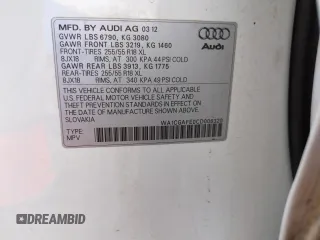 MFD. BY AUDI AG 03 12
GVWR LBS 6790, KG 3080
GAWR FRONT LBS 3219, KG 1460
FRONT-TIRES 255/55 R18 XL
8JX18 RIMS, AT 300 KPA 44 PSI COLD
GAWR REAR LBS 3913, KG 1775
REAR-TIRES 255/55 R18 XL
8JX18 RIMS, AT 340 KPA 49 PSI COLD
Audi
THIS VEHICLE CONFORMS TO ALL APPLICABLE
U.S. FEDERAL MOTOR VEHICLE SAFETY AND
THEFT PREVENTION STANDARDS IN EFFECT ON
THE DATE OF MANUFACTURE SHOWN ABOVE.
SLOVAKIA
TYPE:
MPV
© DREAMBID